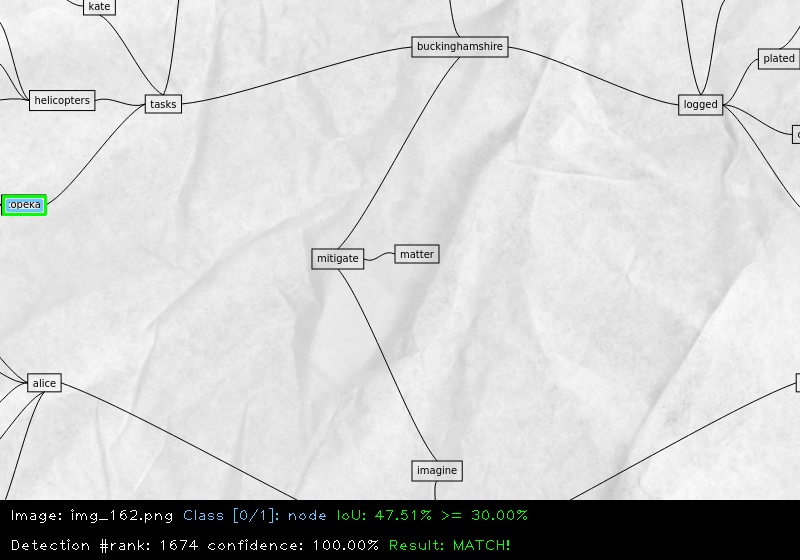 kate
buckinghamshire
plated
helicopters
tasks
logged
mitigate
matter
alice
imagine
Image: img_162.png Class [0/1]: node IoU: 47.51% >= 30.00%
Detection #rank: 1674 confidence: 100.00% Result: MATCH!